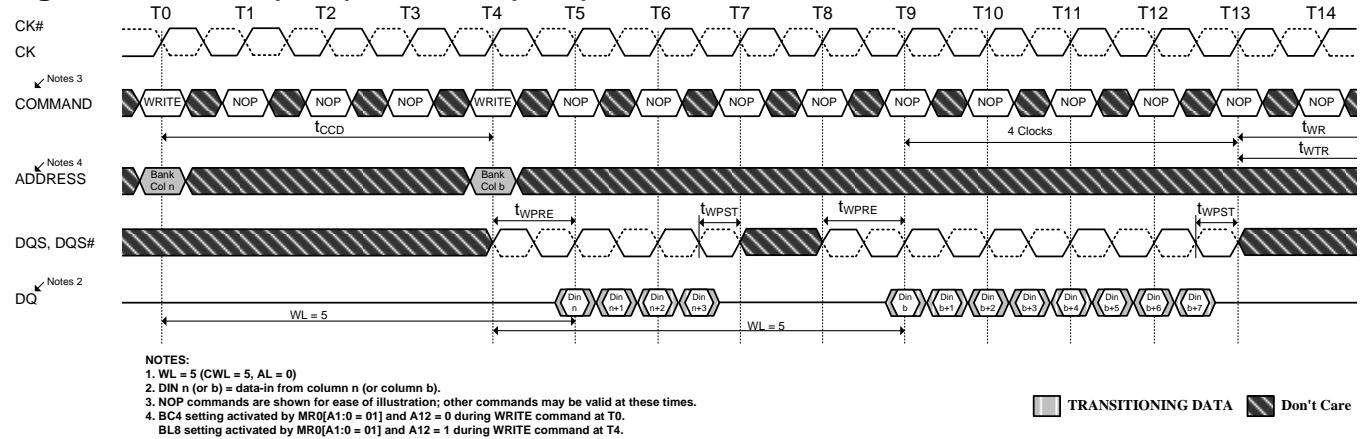 T0 T1 T2 T3 T4 T5 T6 T7 T8 T9 T10 T11 T12 T13 T14
CK#
CK
Notes 3
COMMAND WRITE NOP NOP NOP WRITE NOP NOP NOP NOP NOP NOP NOP NOP NOP NOP
tCCD 4 Clocks tWR
tWTR
Notes 4
ADDRESS
Bank Col n
Bank Col b
tWPRE tWPST tWPRE tWPST
DQS, DQS#
Notes 2
DQ
Din n
Din n+1
Din n+2
Din n+3
Din b
Din b+1
Din b+2
Din b+3
Din b+4
Din b+5
Din b+6
Din b+7
WL = 5 WL = 5
NOTES:
1. WL = 5 (CWL = 5, AL = 0)
2. DIN n (or b) = data-in from column n (or column b).
3. NOP commands are shown for ease of illustration; other commands may be valid at these times.
4. BC4 setting activated by MR0[A1:0 = 01] and A12 = 0 during WRITE command at T0.
BL8 setting activated by MR0[A1:0 = 01] and A12 = 1 during WRITE command at T4.
TRANSITIONING DATA Don't Care